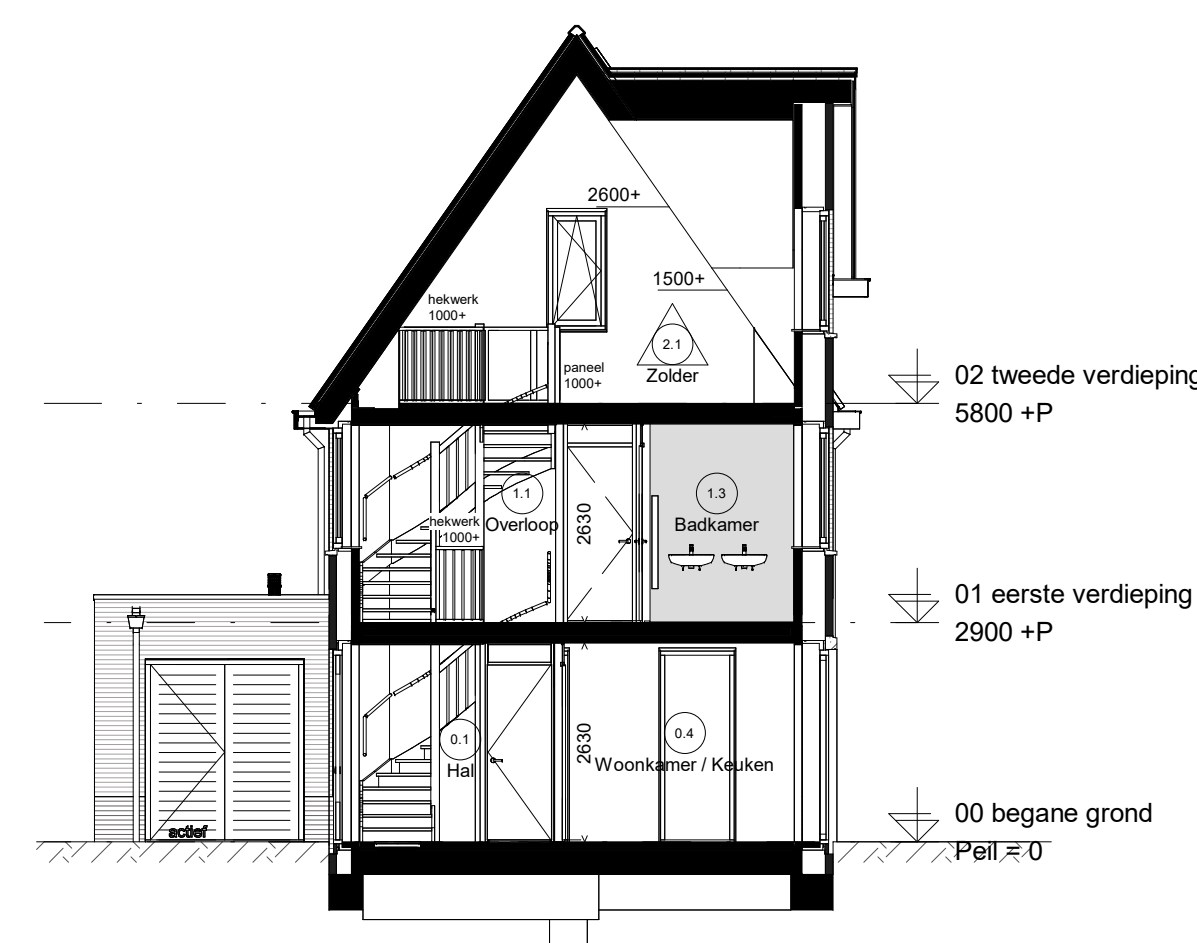 2600+
1500+
hekwerk
1000+
2.1
Zolder
paneel
1000+
02 tweede verdieping
5800 +P
1.1
Overloop
hekwerk
1000+
2630
1.3
Badkamer
01 eerste verdieping
2900 +P
0.1
Hal
2630
0.4
Woonkamer / Keuken
actief
00 begane grond
Peil = 0